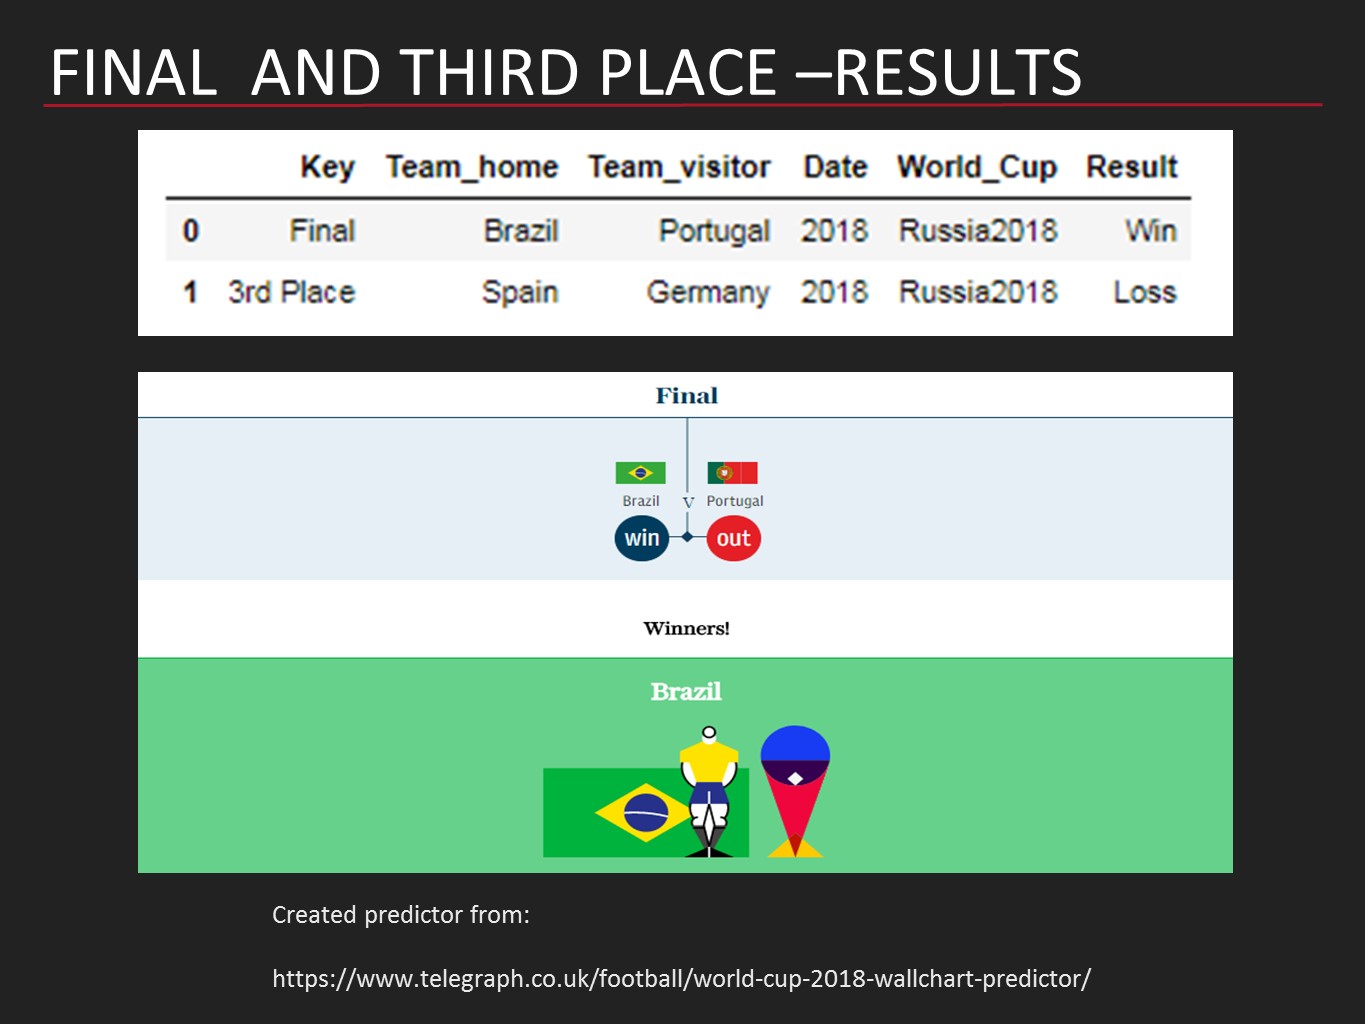 FINAL  AND THIRD PLACE –RESULTS
Key Team_home Team_visitor Date World_Cup Result
0 Final Brazil Portugal 2018 Russia2018 Win
1 3rd Place Spain Germany 2018 Russia2018 Loss
Final
Brazil V Portugal
win out
Winners!
Brazil
Created predictor from:
https://www.telegraph.co.uk/football/world-cup-2018-wallchart-predictor/